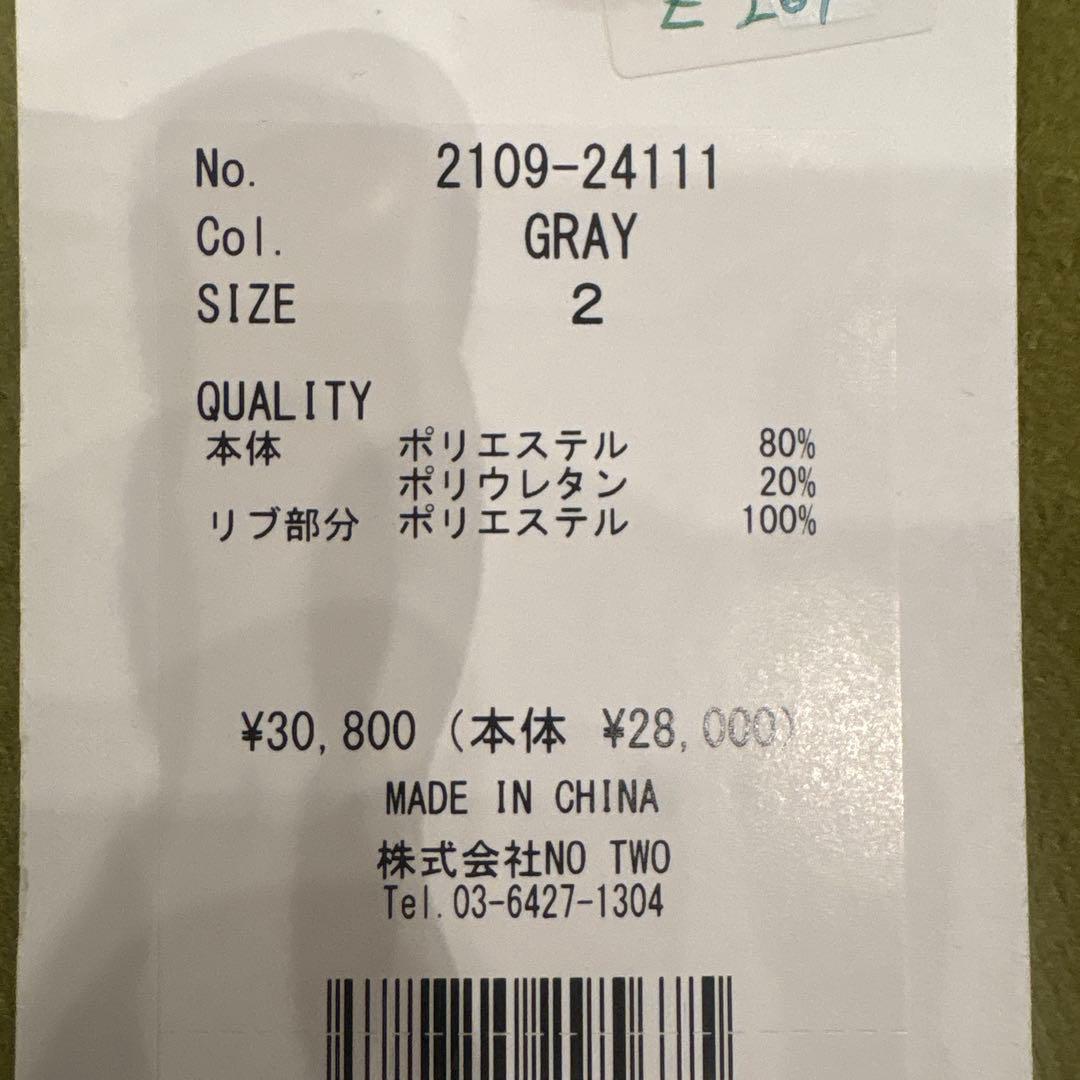 No. 2109-24111
Col. GRAY
SIZE 2
QUALITY
本体 ポリエステル 80%
ポリウレタン 20%
リブ部分 ポリエステル 100%
¥30,800 (本体 ¥28,000)
MADE IN CHINA
株式会社NO TWO
Tel.03-6427-1304